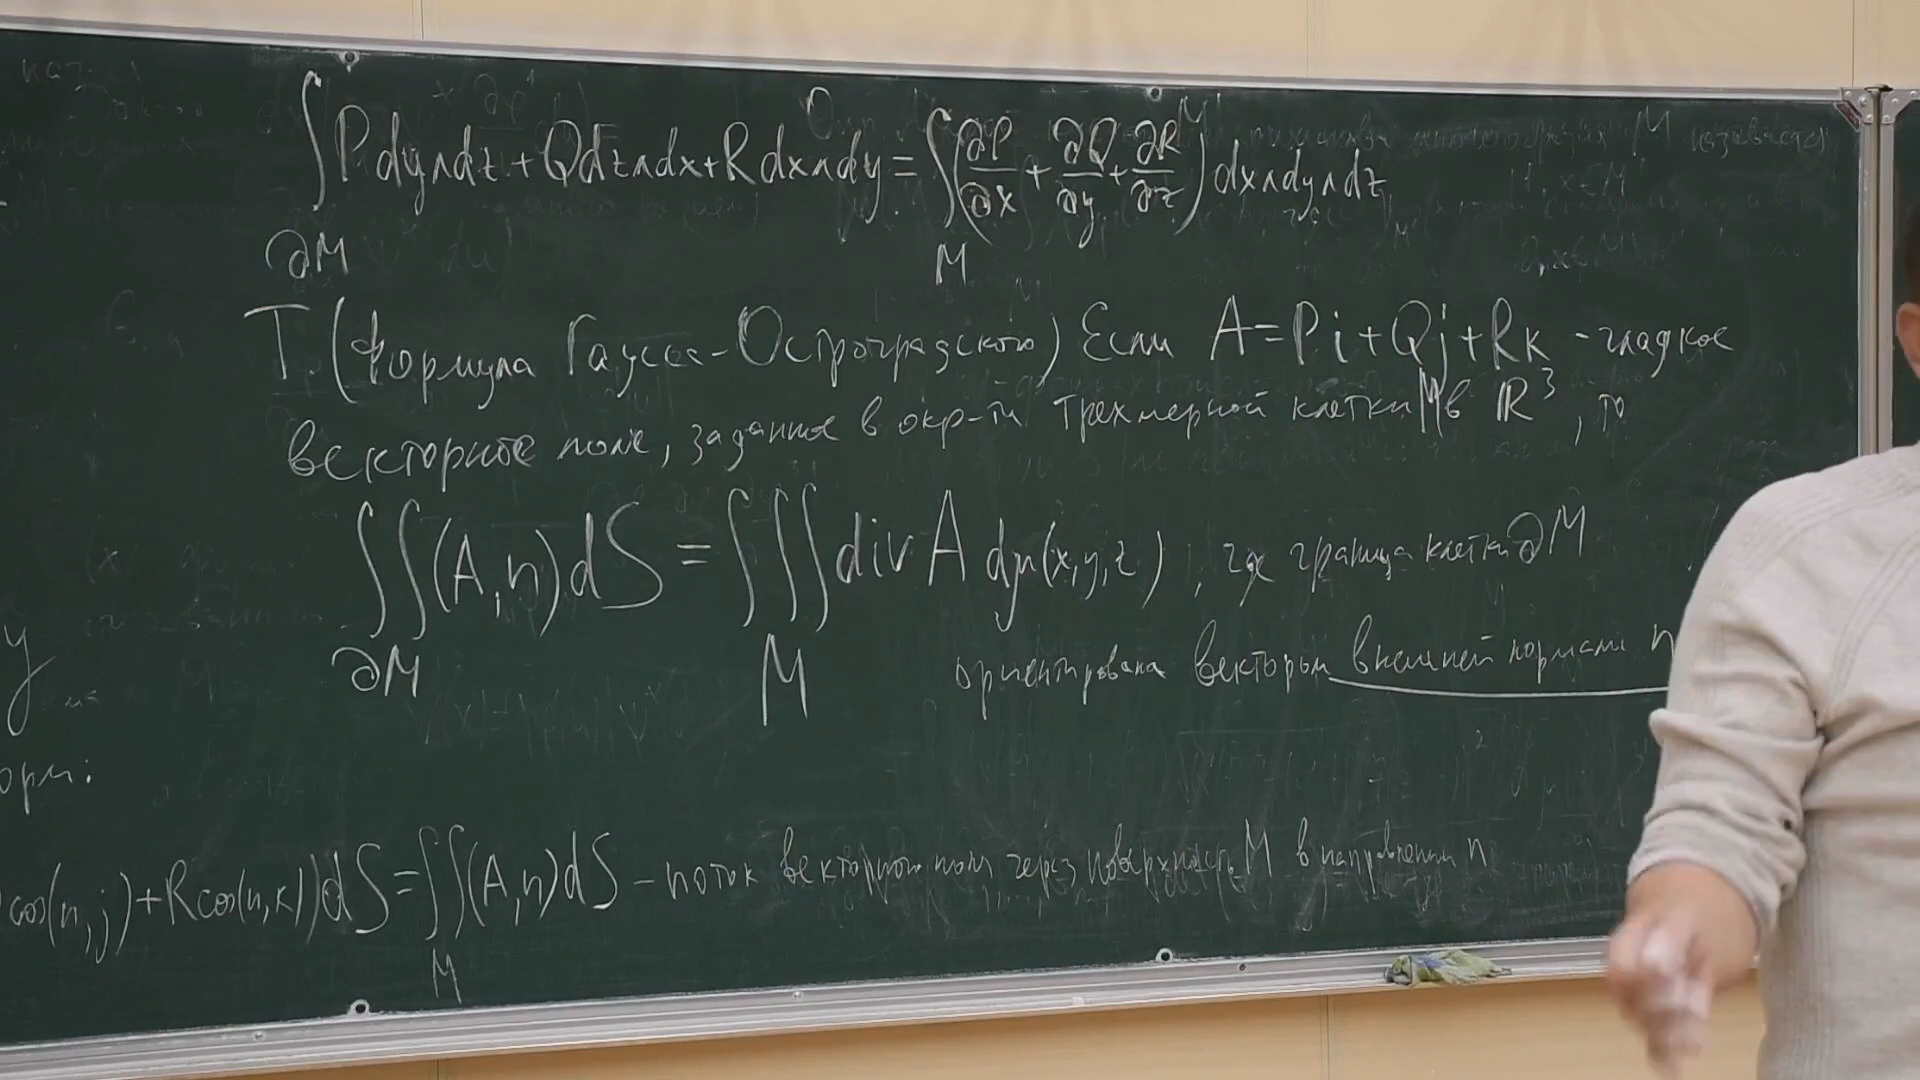 ∫ P dy∧dz + Q dz∧dx + R dx∧dy = ∫ (∂P/∂x + ∂Q/∂y + ∂R/∂z) dx∧dy∧dz
∂M M
Т (формула Гаусса-Остроградского) Если A = Pi + Qj + Rk - гладкое
векторное поле, заданное в окр-ти трехмерной клетки M в ℝ³, то
∬(A,n)dS = ∭ div A dμ(x,y,z), где граница клетки ∂M
∂M M
ориентирована вектором внешней нормали n
у
орм:
cos(n,j) + R cos(n,k)) dS = ∬(A,n)dS - поток векторного поля через поверхность M в направлении n
M